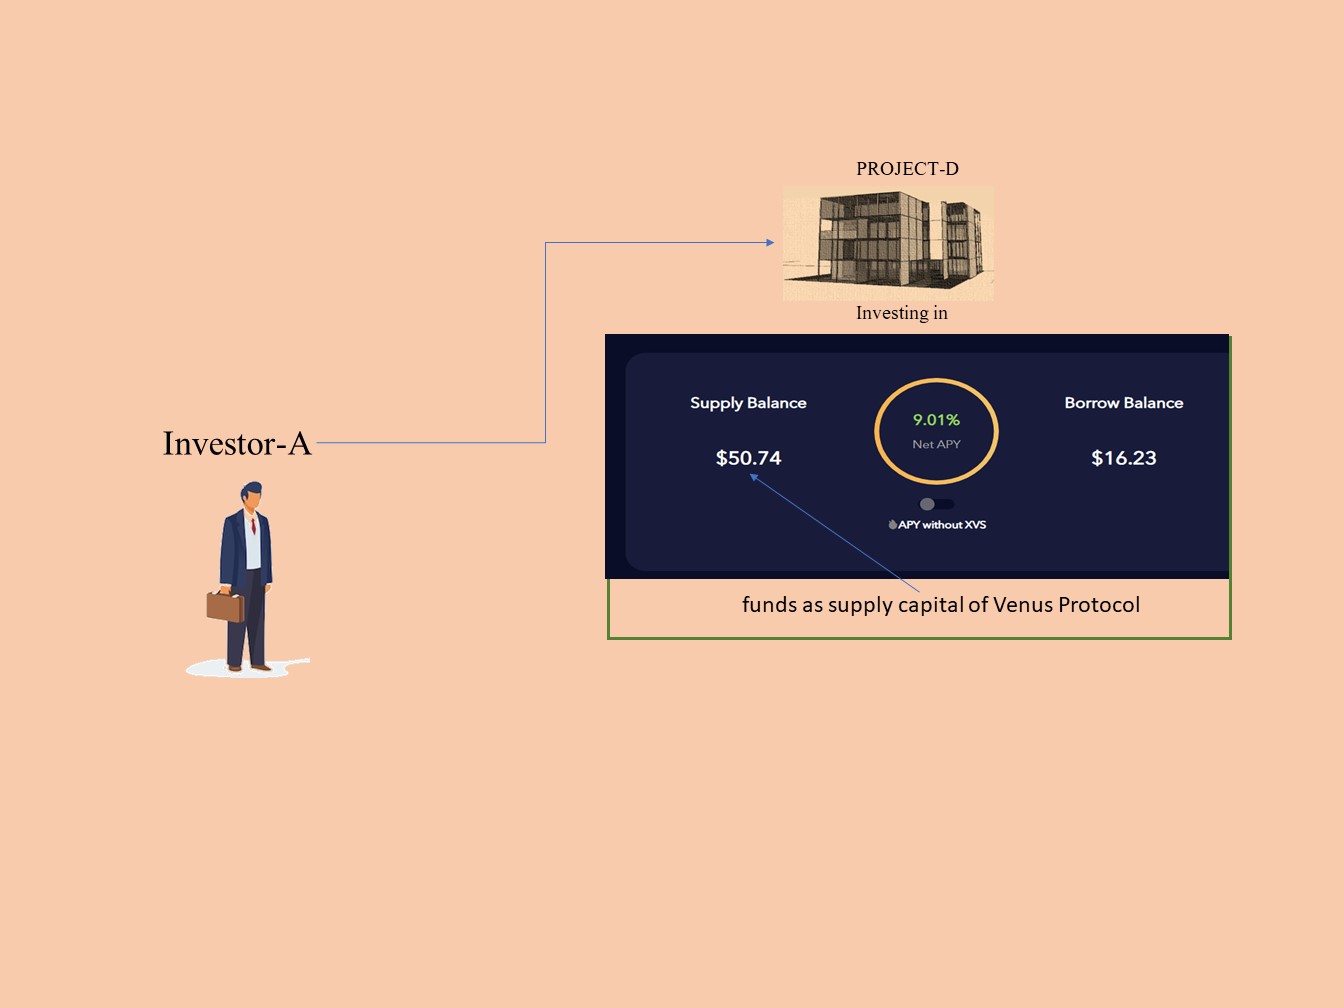 PROJECT-D
Investing in
Supply Balance
9.01%
Borrow Balance
Net APY
$50.74
$16.23
APY without XVS
funds as supply capital of Venus Protocol
Investor-A